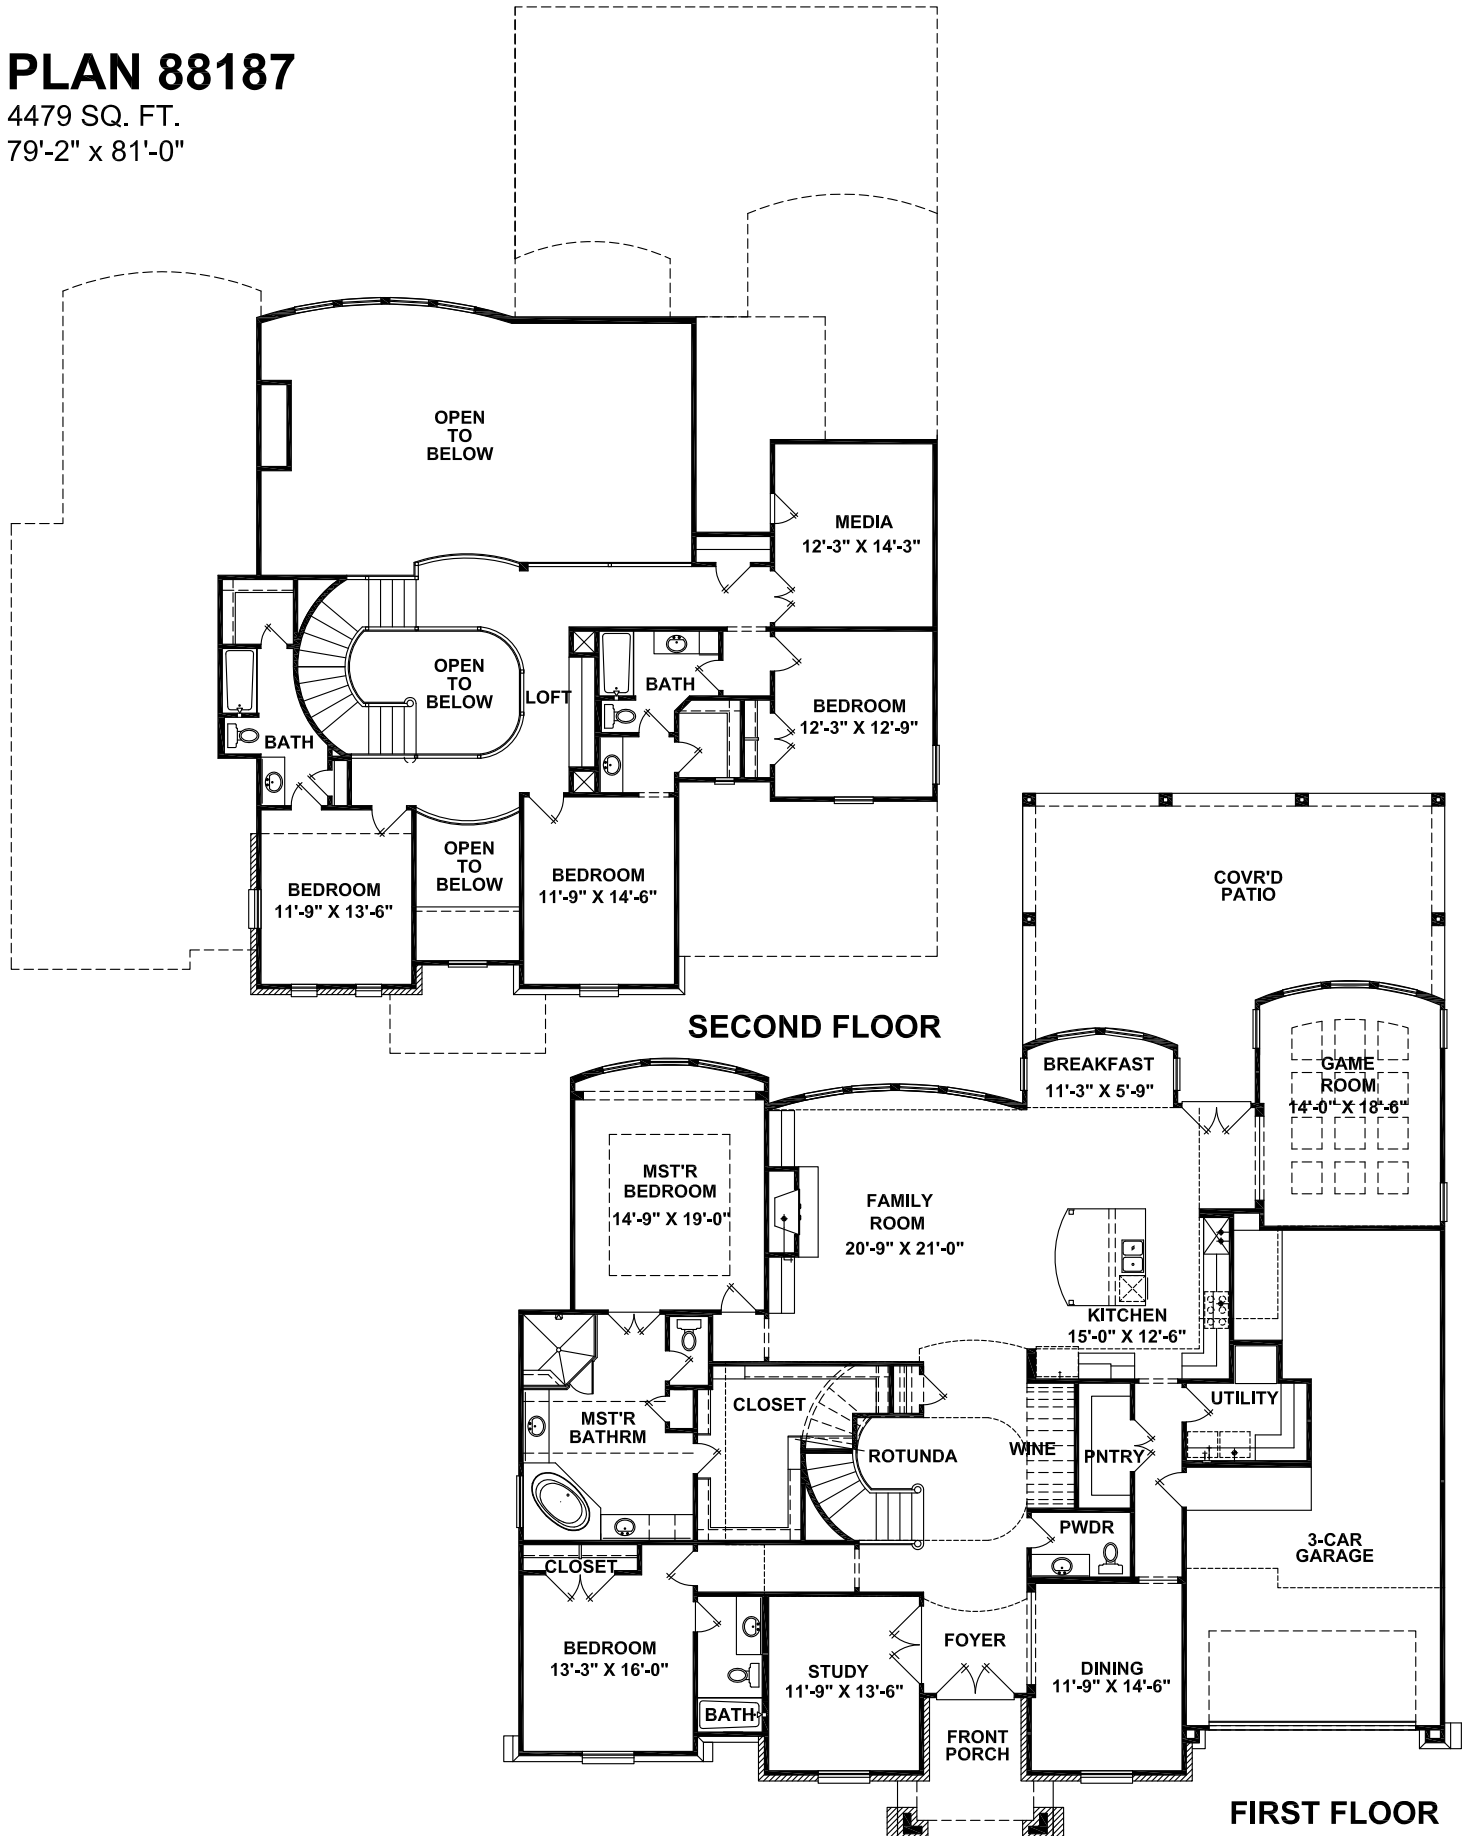 PLAN 88187
4479 SQ. FT.
79'-2" x 81'-0"
OPEN
TO
BELOW
MEDIA
12'-3" X 14'-3"
OPEN
TO
BELOW
LOFT
BATH
BEDROOM
12'-3" X 12'-9"
BATH
OPEN
TO
BELOW
BEDROOM
11'-9" X 13'-6"
BEDROOM
11'-9" X 14'-6"
SECOND FLOOR
COVR'D
PATIO
BREAKFAST
11'-3" X 5'-9"
GAME
ROOM
14'-0" X 18'-6"
MST'R
BEDROOM
14'-9" X 19'-0"
FAMILY
ROOM
20'-9" X 21'-0"
KITCHEN
15'-0" X 12'-6"
CLOSET
UTILITY
MST'R
BATHRM
ROTUNDA
WINE
PNTRY
PWDR
3-CAR
GARAGE
CLOSET
BEDROOM
13'-3" X 16'-0"
STUDY
11'-9" X 13'-6"
FOYER
DINING
11'-9" X 14'-6"
BATH
FRONT
PORCH
FIRST FLOOR